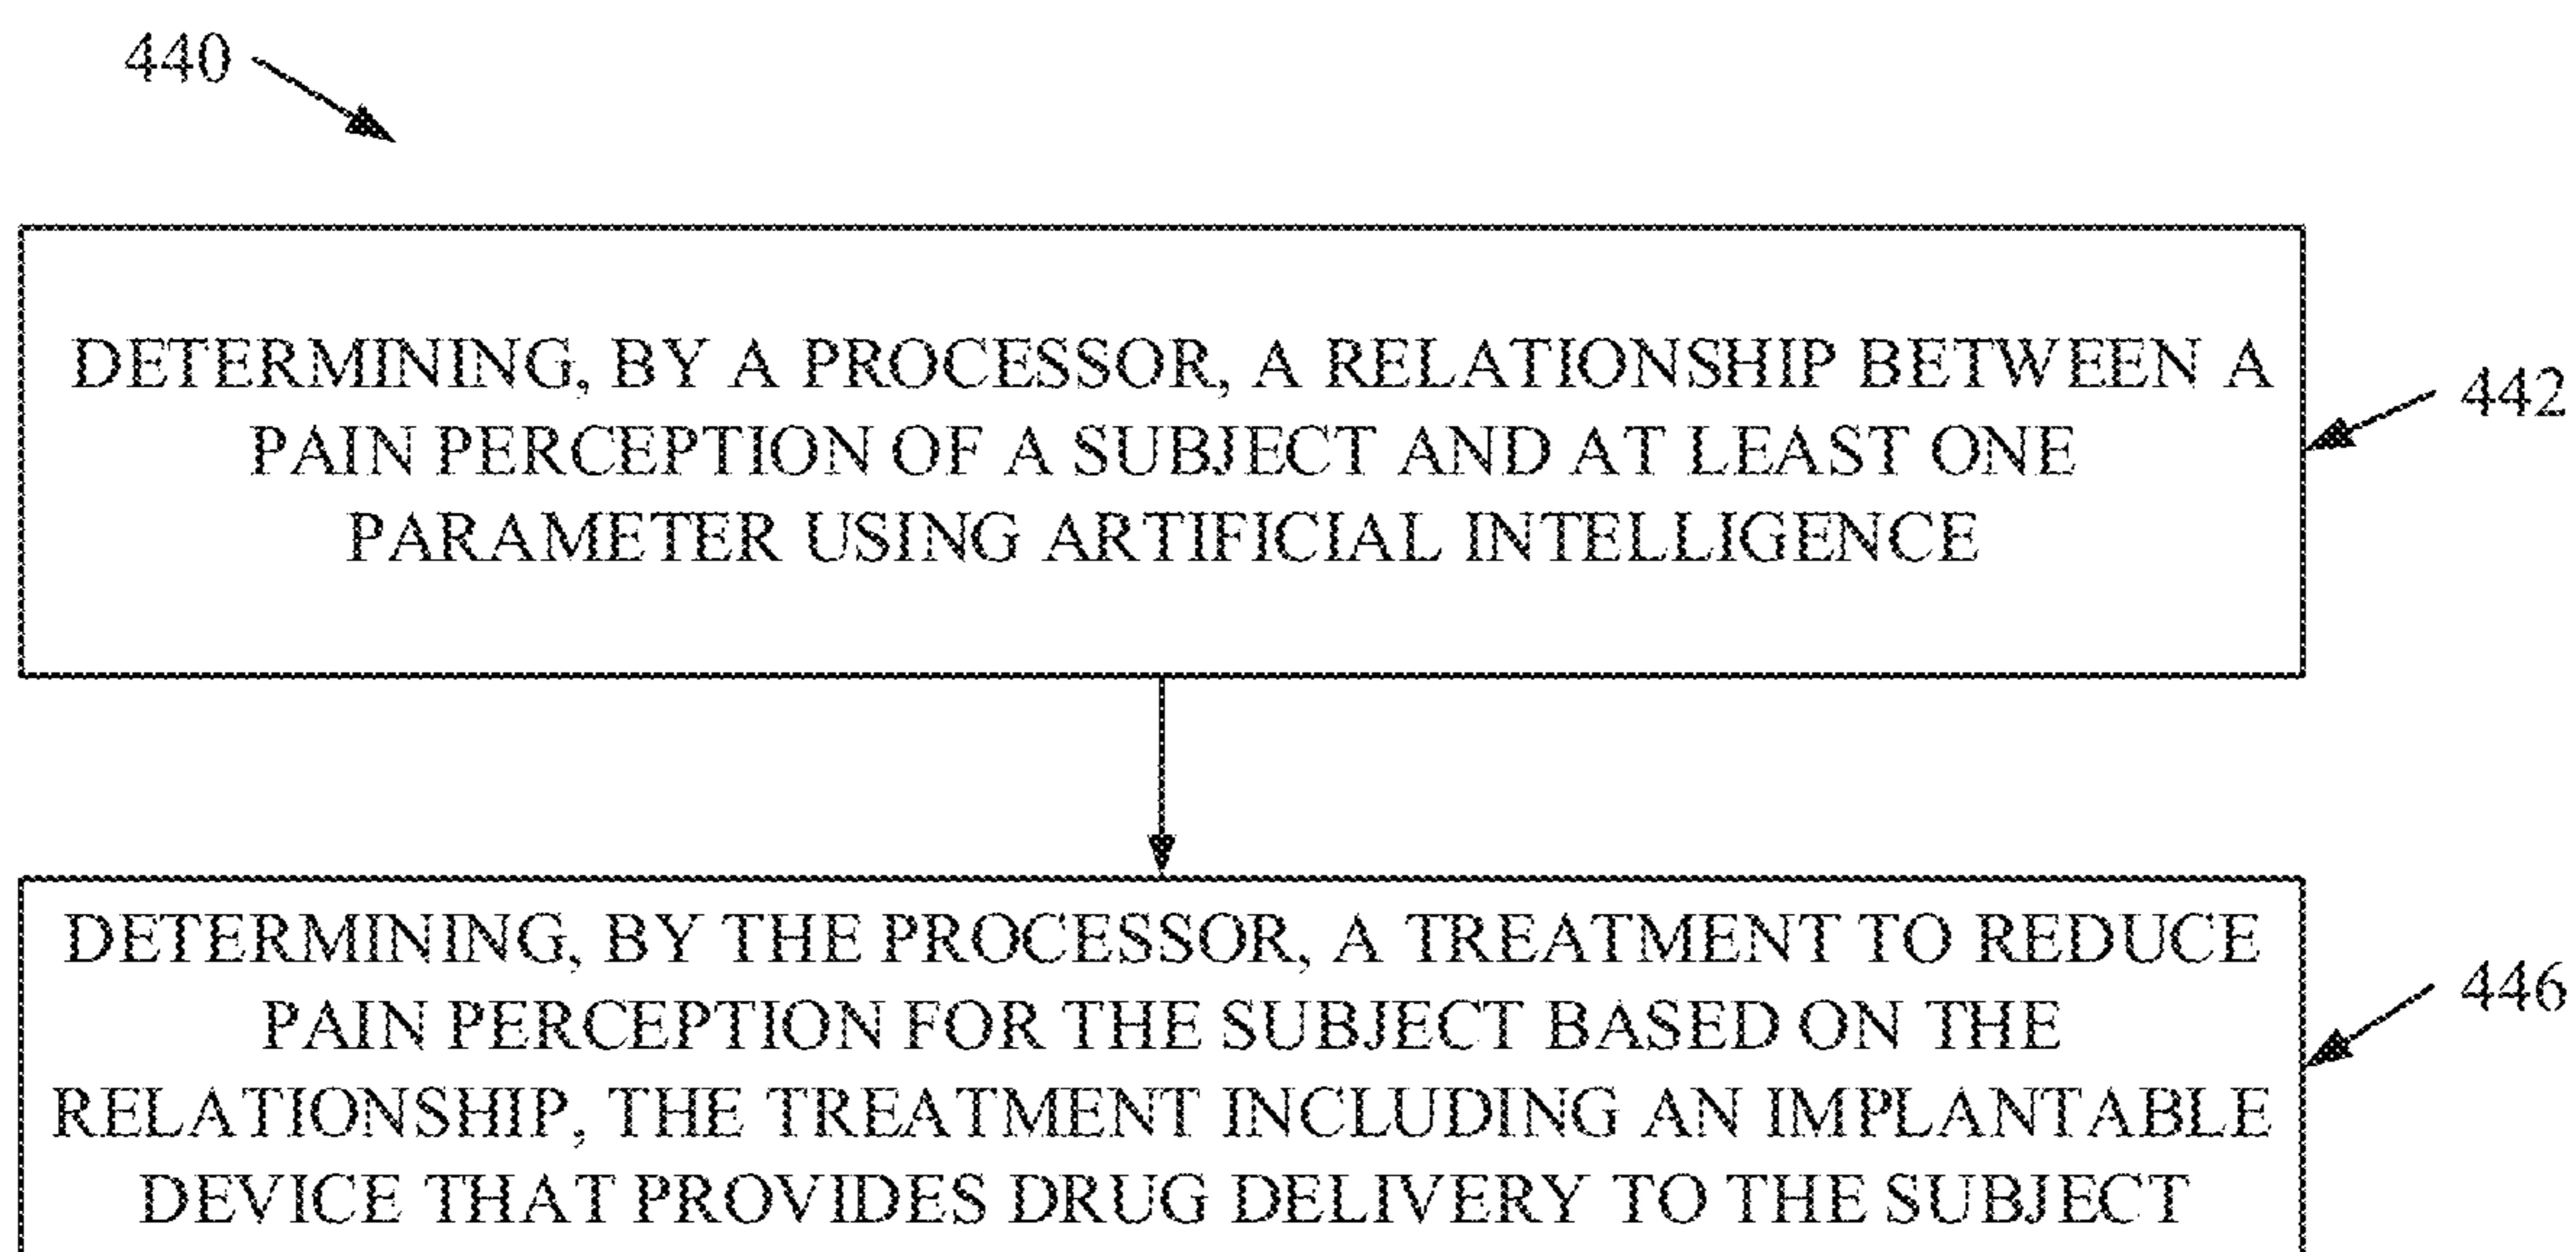 440
DETERMINING, BY A PROCESSOR, A RELATIONSHIP BETWEEN A
PAIN PERCEPTION OF A SUBJECT AND AT LEAST ONE
PARAMETER USING ARTIFICIAL INTELLIGENCE
442
DETERMINING, BY THE PROCESSOR, A TREATMENT TO REDUCE
PAIN PERCEPTION FOR THE SUBJECT BASED ON THE
RELATIONSHIP, THE TREATMENT INCLUDING AN IMPLANTABLE
DEVICE THAT PROVIDES DRUG DELIVERY TO THE SUBJECT
446